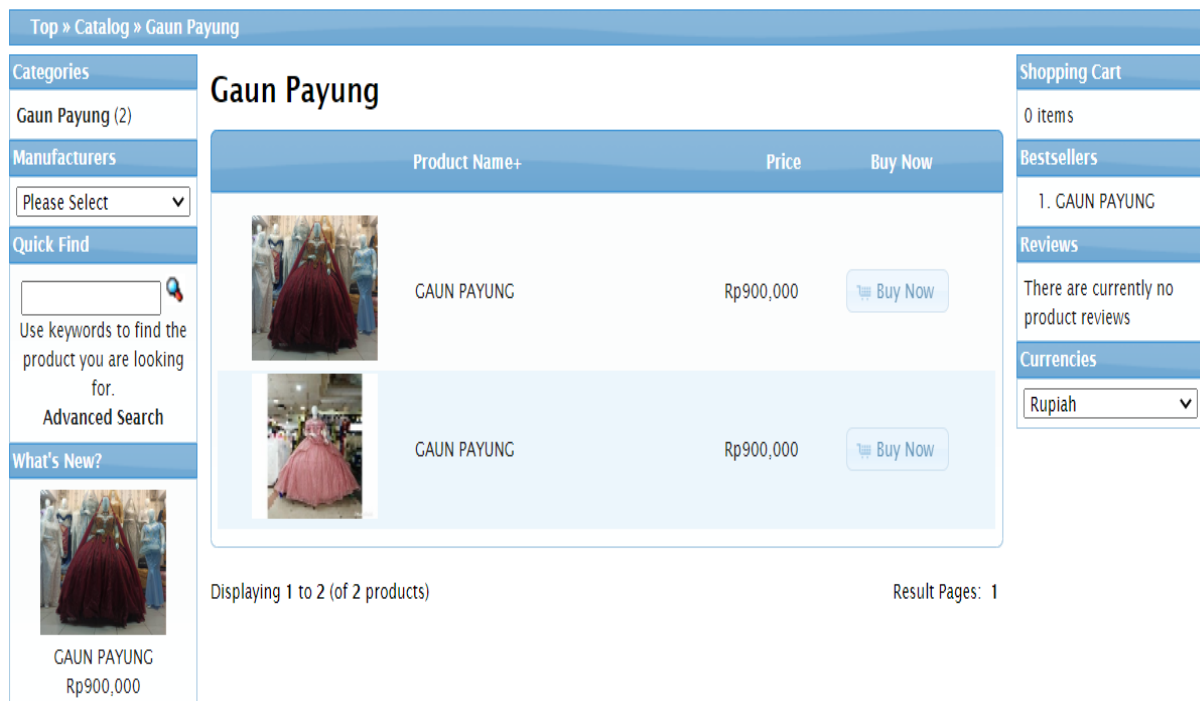 Top » Catalog » Gaun Payung
Categories
Gaun Payung (2)
Manufacturers
Please Select
Quick Find
Use keywords to find the
product you are looking
for.
Advanced Search
What's New?
GAUN PAYUNG
Rp900,000
Gaun Payung
Product Name+ Price Buy Now
GAUN PAYUNG Rp900,000 Buy Now
GAUN PAYUNG Rp900,000 Buy Now
Displaying 1 to 2 (of 2 products) Result Pages: 1
Shopping Cart
0 items
Bestsellers
1. GAUN PAYUNG
Reviews
There are currently no
product reviews
Currencies
Rupiah